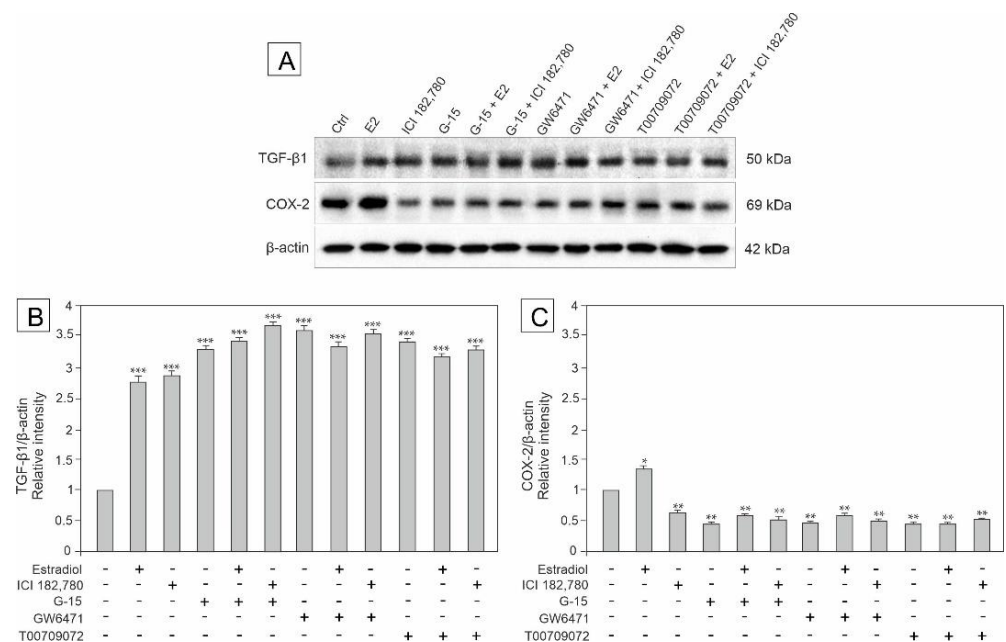 A
Ctrl
E2
ICI 182,780
G-15
G-15 + E2
G-15 + ICI 182,780
GW6471
GW6471 + E2
GW6471 + ICI 182,780
T00709072
T00709072 + E2
T00709072 + ICI 182,780
TGF-β1
50 kDa
COX-2
69 kDa
β-actin
42 kDa
B
TGF-β1/β-actin
Relative intensity
4
3.5
3
2.5
2
1.5
1
0.5
0
*** *** *** *** *** *** *** *** *** *** ***
Estradiol - + - - + - - + - - + -
ICI 182,780 - - + - - + - - + - - +
G-15 - - - + + + - - - - - -
GW6471 - - - - - - + + + - - -
T00709072 - - - - - - - - - + + +
C
COX-2/β-actin
Relative intensity
4
3.5
3
2.5
2
1.5
1
0.5
0
* ** ** ** ** ** ** ** ** ** **
Estradiol - + - - + - - + - - + -
ICI 182,780 - - + - - + - - + - - +
G-15 - - - + + + - - - - - -
GW6471 - - - - - - + + + - - -
T00709072 - - - - - - - - - + + +